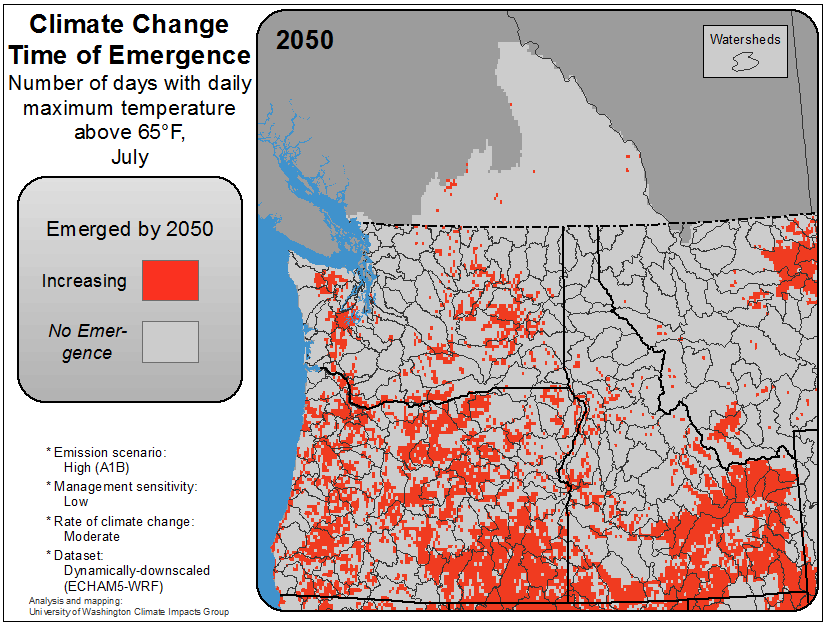 Climate Change
Time of Emergence
Number of days with daily
maximum temperature
above 65°F,
July
Emerged by 2050
Increasing
No Emer-
gence
* Emission scenario:
High (A1B)
* Management sensitivity:
Low
* Rate of climate change:
Moderate
* Dataset:
Dynamically-downscaled
(ECHAM5-WRF)
Analysis and mapping:
University of Washington Climate Impacts Group
2050
Watersheds